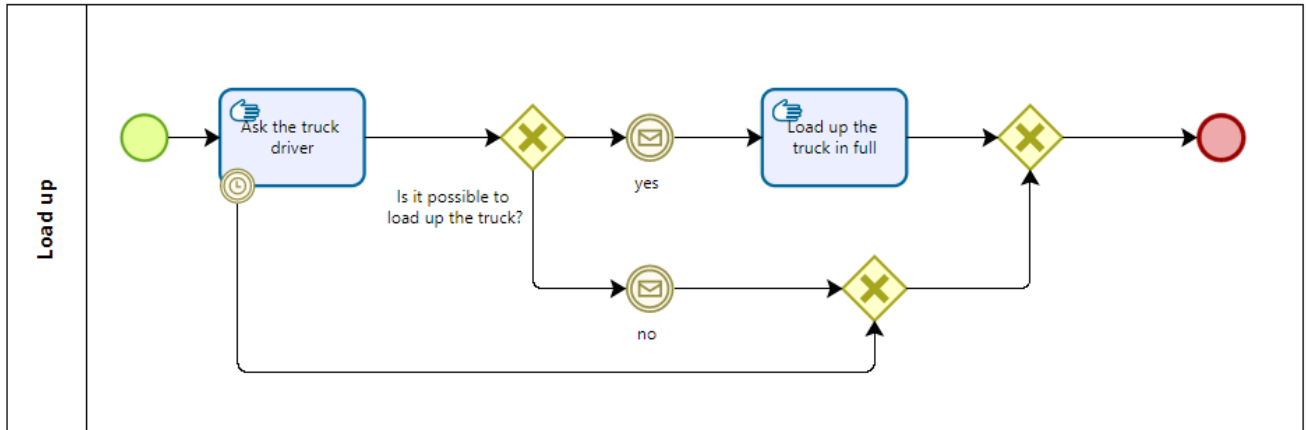 Load up
Ask the truck
driver
Is it possible to
load up the truck?
yes
Load up the
truck in full
no